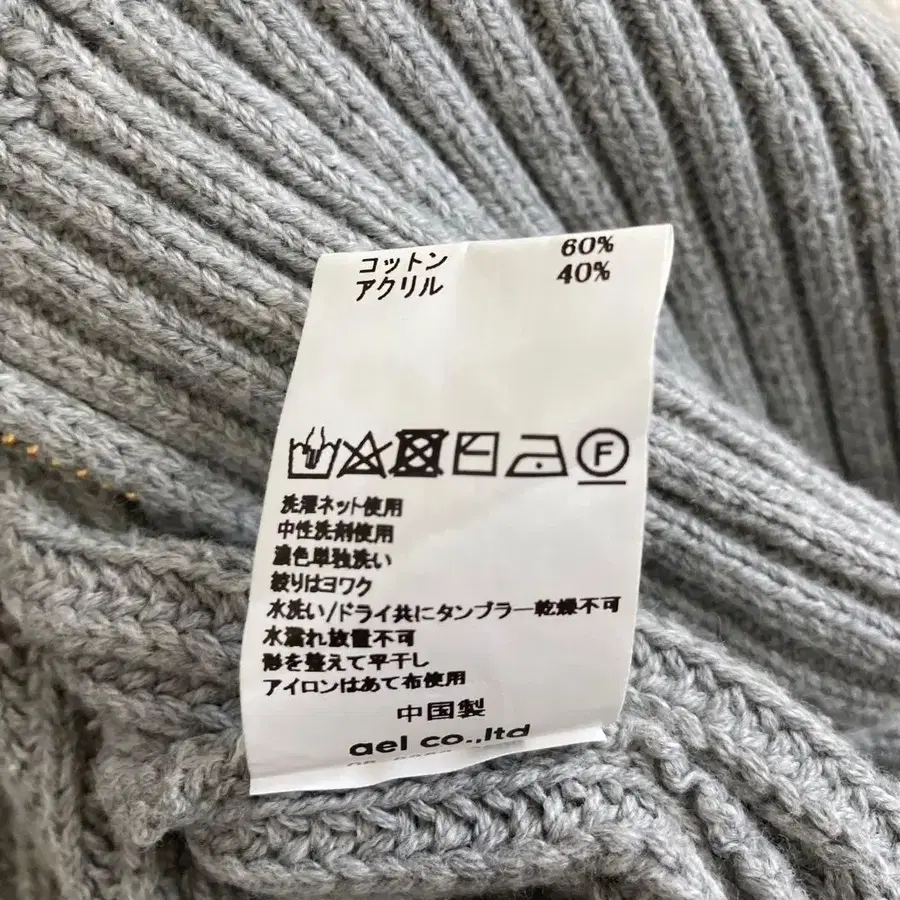 コットン 60%
アクリル 40%
F
洗濯ネット使用
中性洗剤使用
濃色単独洗い
絞りはヨワク
水洗い/ドライ共にタンブラー乾燥不可
水濡れ放置不可
形を整えて平干し
アイロンはあて布使用
中国製
ael co.,ltd